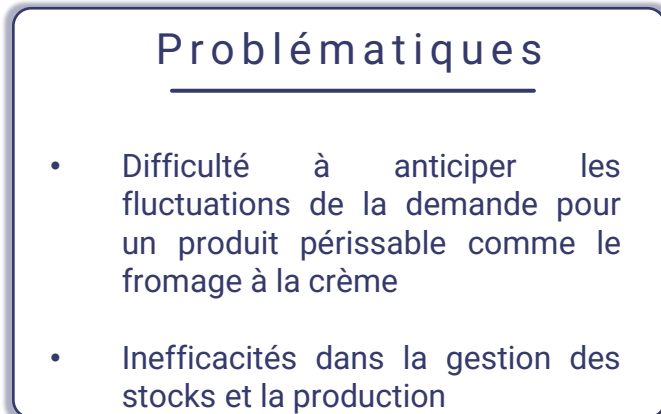 Problématiques
• Difficulté à anticiper les
fluctuations de la demande pour
un produit périssable comme le
fromage à la crème
• Inefficacités dans la gestion des
stocks et la production